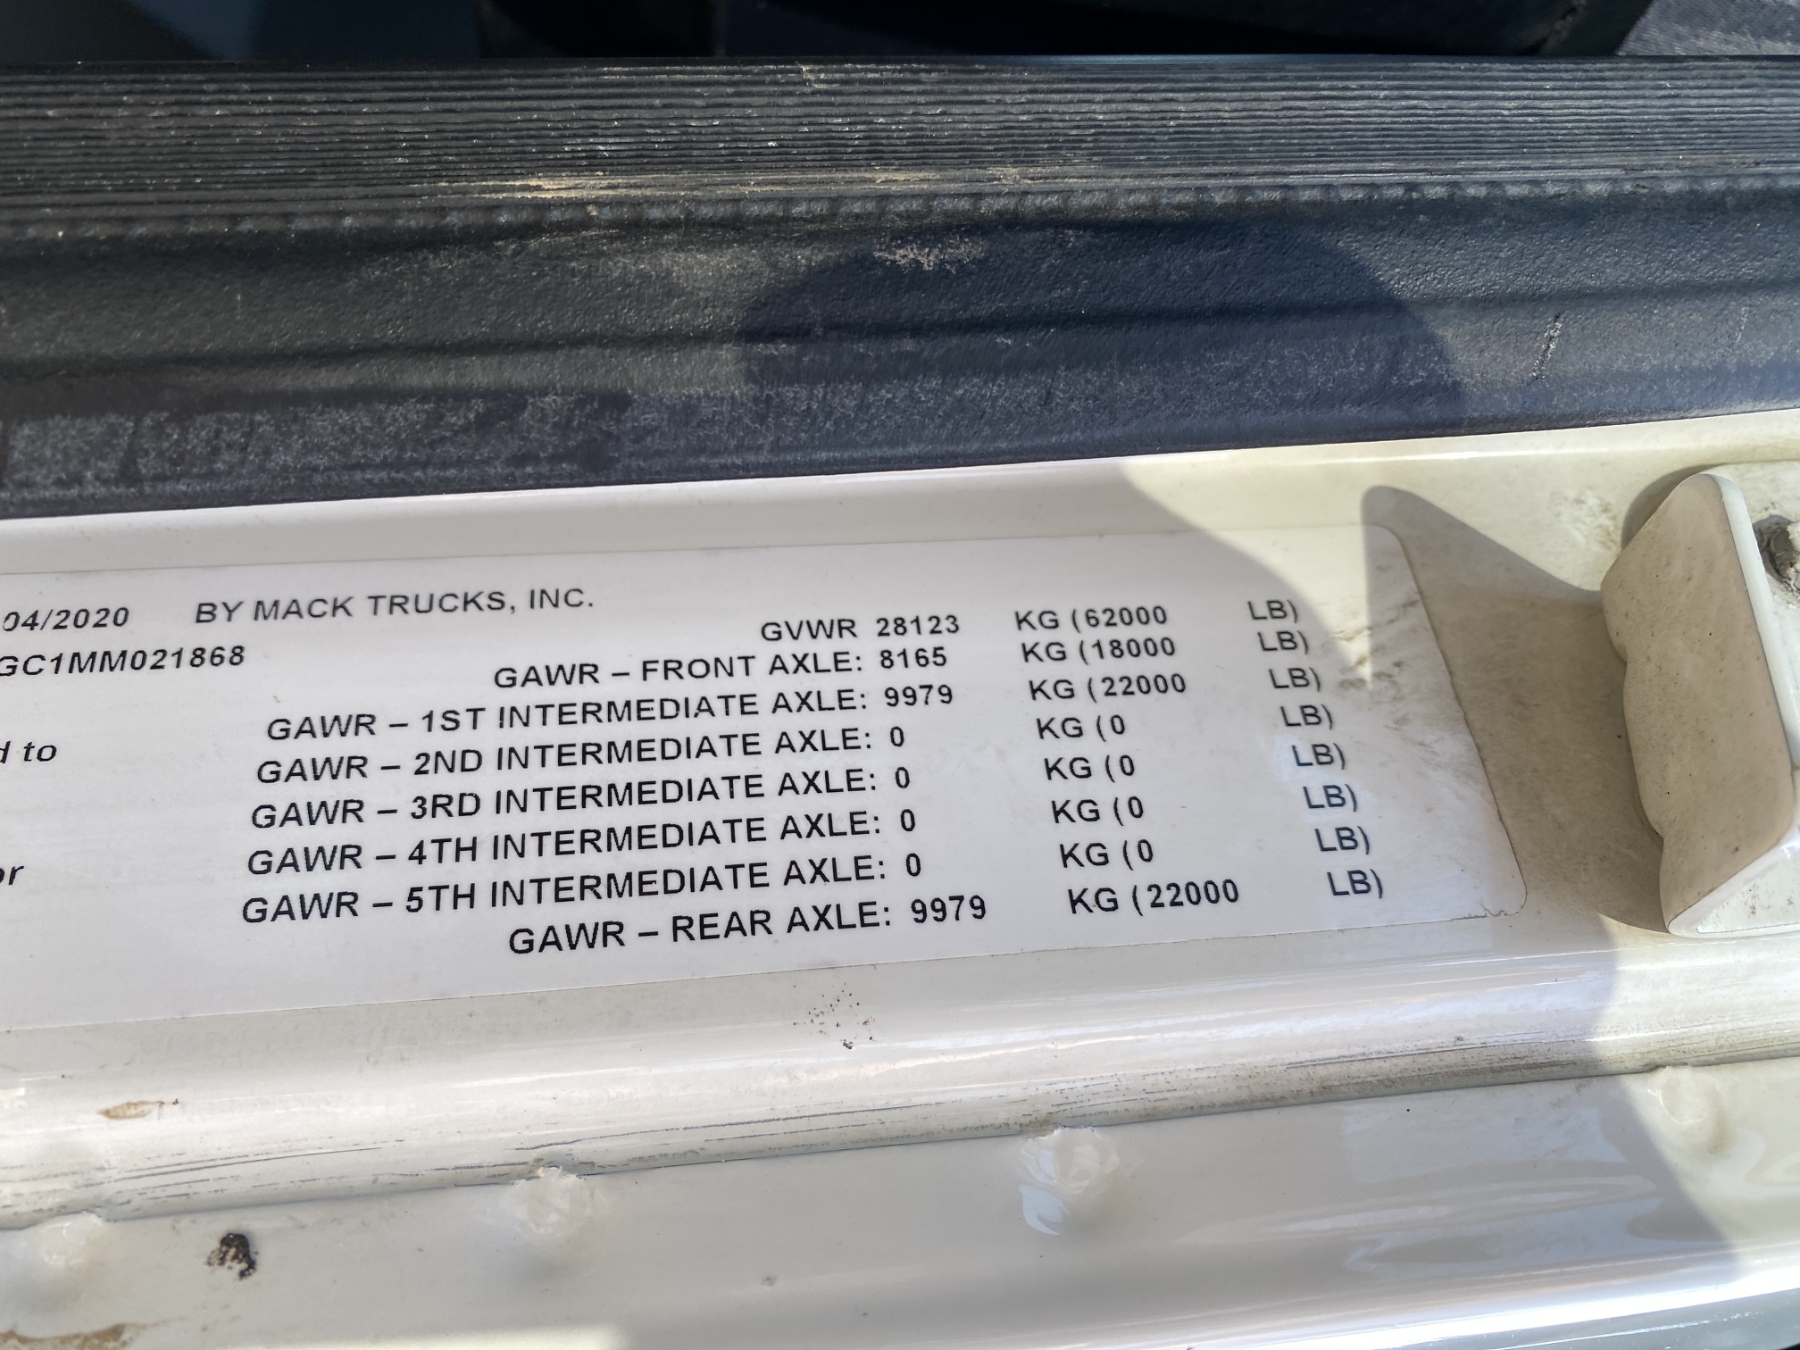 04/2020 BY MACK TRUCKS, INC.
GVWR 28123 KG (62000 LB)
GC1MM021868
GAWR – FRONT AXLE: 8165 KG (18000 LB)
GAWR – 1ST INTERMEDIATE AXLE: 9979 KG (22000 LB)
d to
GAWR – 2ND INTERMEDIATE AXLE: 0 KG (0 LB)
GAWR – 3RD INTERMEDIATE AXLE: 0 KG (0 LB)
GAWR – 4TH INTERMEDIATE AXLE: 0 KG (0 LB)
or
GAWR – 5TH INTERMEDIATE AXLE: 0 KG (0 LB)
GAWR – REAR AXLE: 9979 KG (22000 LB)